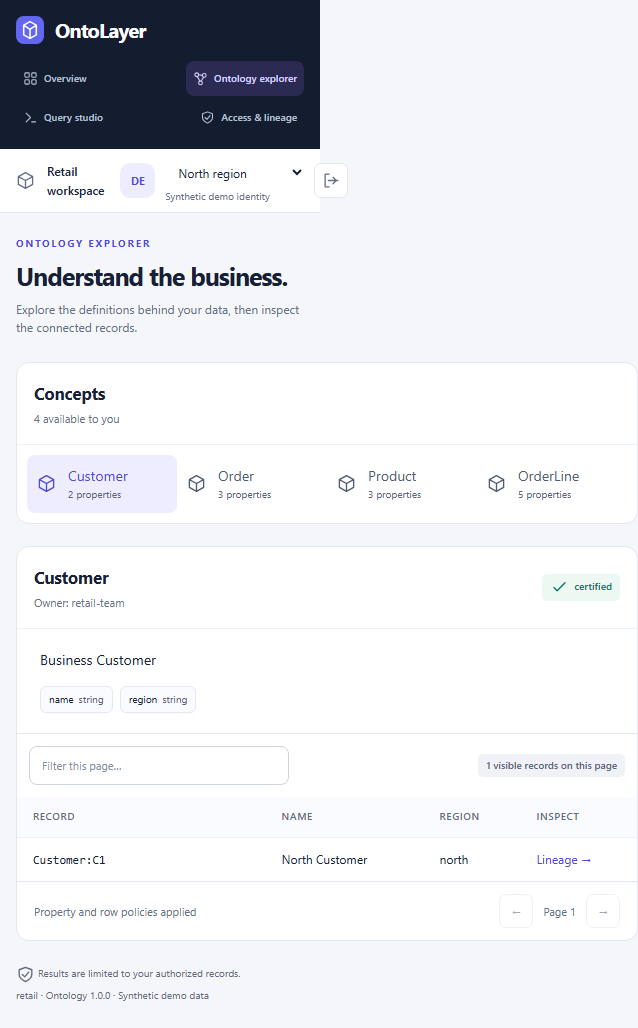 OntoLayer
Overview
Ontology explorer
Query studio
Access & lineage
Retail
workspace
DE
North region
Synthetic demo identity
ONTOLOGY EXPLORER
Understand the business.
Explore the definitions behind your data, then inspect
the connected records.
Concepts
4 available to you
Customer
2 properties
Order
3 properties
Product
3 properties
OrderLine
5 properties
Customer
Owner: retail-team
certified
Business Customer
name string
region string
Filter this page...
1 visible records on this page
RECORD NAME REGION INSPECT
Customer:C1 North Customer north Lineage →
Property and row policies applied
← Page 1 →
Results are limited to your authorized records.
retail · Ontology 1.0.0 · Synthetic demo data